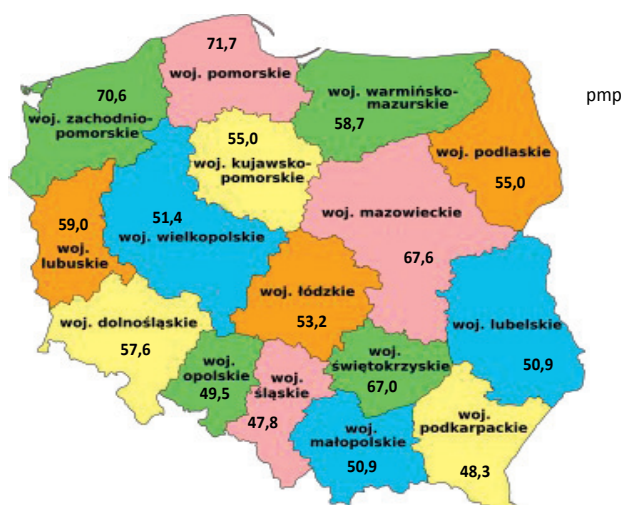 71,7
woj. pomorskie
70,6
woj. zachodnio-
pomorskie
woj. warmińsko-
mazurskie
58,7
pmp
55,0
woj. kujawsko-
pomorskie
woj. podlaskie
55,0
59,0
woj.
lubuskie
51,4
woj. wielkopolskie
woj. mazowieckie
67,6
woj. łódzkie
53,2
woj. dolnośląskie
57,6
woj. lubelskie
50,9
woj.
opolskie
49,5
woj.
śląskie
47,8
woj.
świętokrzyskie
67,0
woj.
małopolskie
50,9
woj.
podkarpackie
48,3